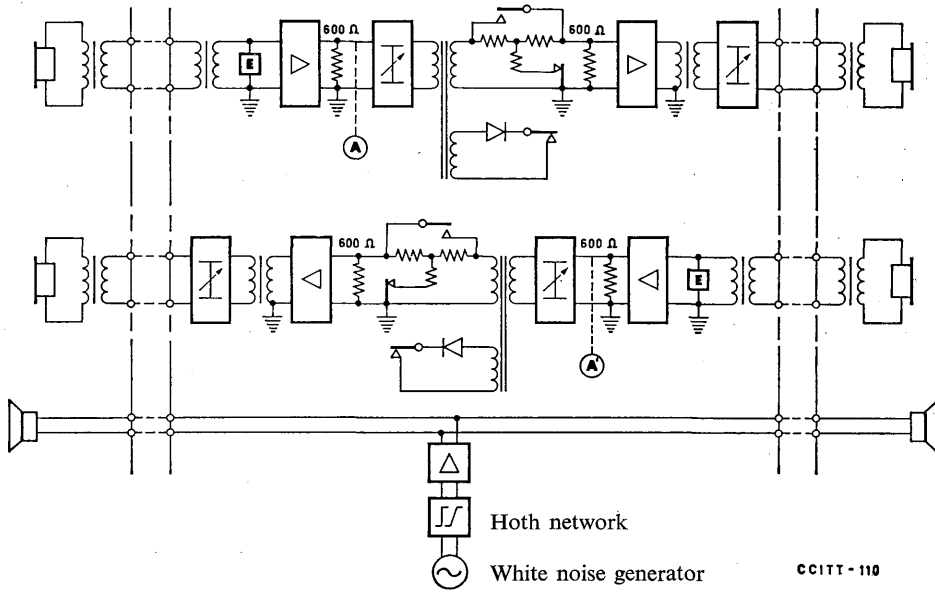 600 Ω
E
A
600 Ω
600 Ω
600 Ω
E
A'
Hoth network
White noise generator
CCITT - 110